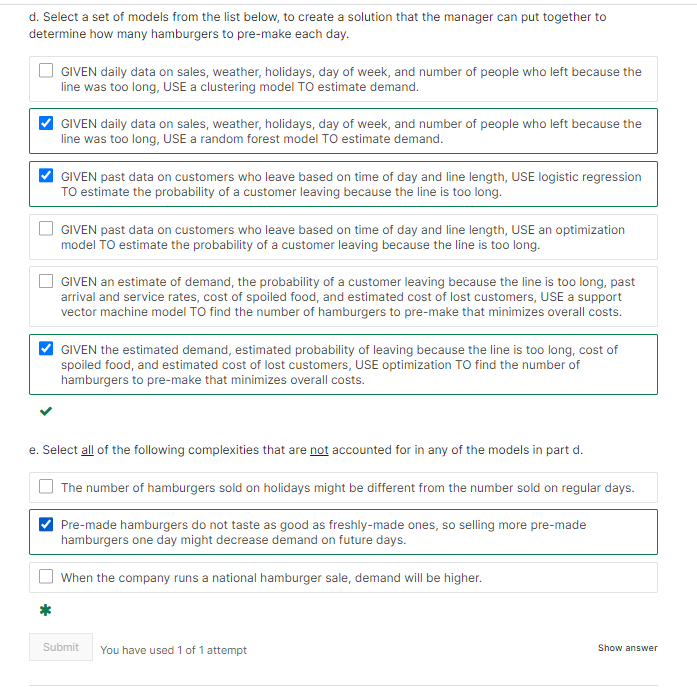 d. Select a set of models from the list below, to create a solution that the manager can put together to
determine how many hamburgers to pre-make each day.
GIVEN daily data on sales, weather, holidays, day of week, and number of people who left because the
line was too long, USE a clustering model TO estimate demand.
GIVEN daily data on sales, weather, holidays, day of week, and number of people who left because the
line was too long, USE a random forest model TO estimate demand.
GIVEN past data on customers who leave based on time of day and line length, USE logistic regression
TO estimate the probability of a customer leaving because the line is too long.
GIVEN past data on customers who leave based on time of day and line length, USE an optimization
model TO estimate the probability of a customer leaving because the line is too long.
GIVEN an estimate of demand, the probability of a customer leaving because the line is too long, past
arrival and service rates, cost of spoiled food, and estimated cost of lost customers, USE a support
vector machine model TO find the number of hamburgers to pre-make that minimizes overall costs.
GIVEN the estimated demand, estimated probability of leaving because the line is too long, cost of
spoiled food, and estimated cost of lost customers, USE optimization TO find the number of
hamburgers to pre-make that minimizes overall costs.
e. Select all of the following complexities that are not accounted for in any of the models in part d.
The number of hamburgers sold on holidays might be different from the number sold on regular days.
Pre-made hamburgers do not taste as good as freshly-made ones, so selling more pre-made
hamburgers one day might decrease demand on future days.
When the company runs a national hamburger sale, demand will be higher.
Submit
You have used 1 of 1 attempt
Show answer